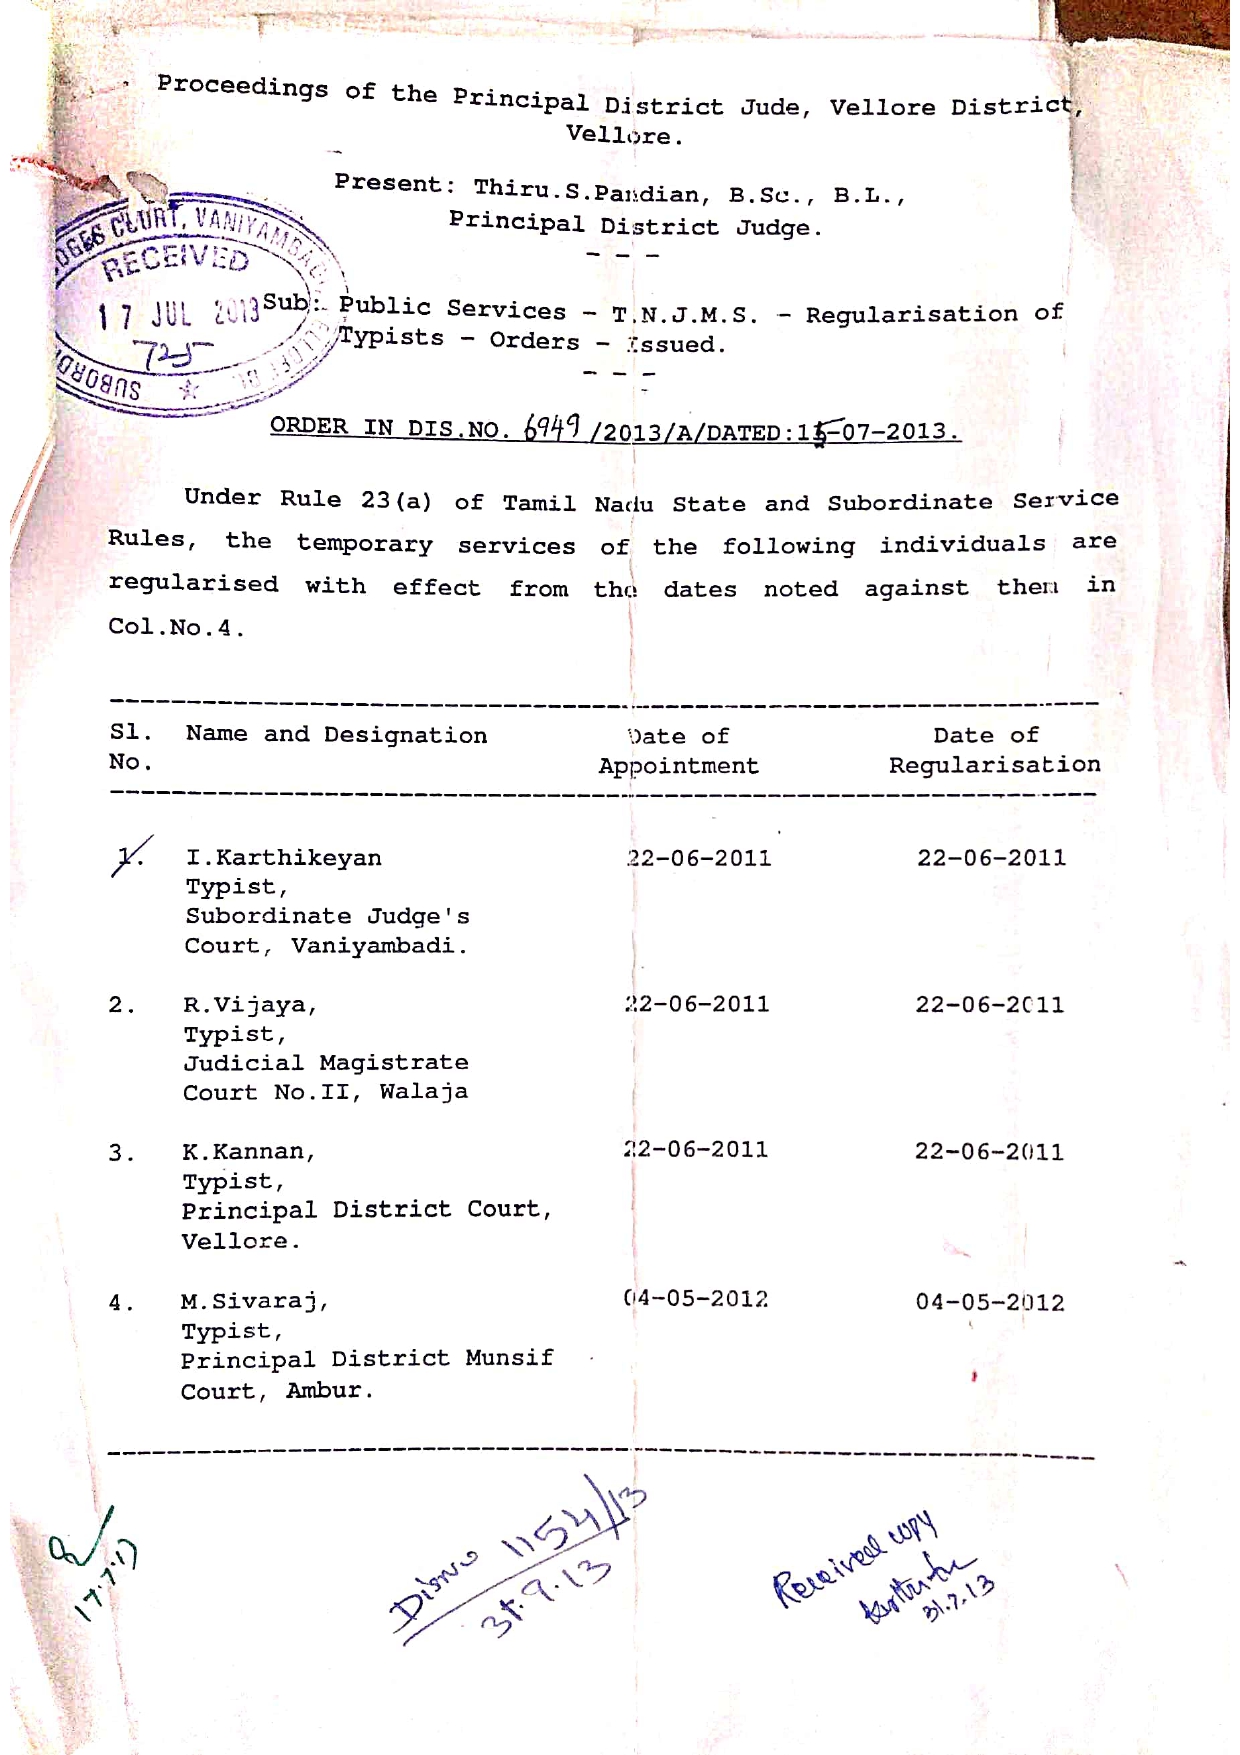 Proceedings of the Principal District Jude, Vellore District,
Vellore.
Present: Thiru.S.Pandian, B.Sc., B.L.,
Principal District Judge.
- - -
COURT, VANIYAMBADI
RECEIVED
17 JUL 2013
725
SUBORD
Sub: Public Services - T.N.J.M.S. - Regularisation of
Typists - Orders - Issued.
- - -
ORDER IN DIS.NO. 6949 /2013/A/DATED:15-07-2013.
Under Rule 23(a) of Tamil Nadu State and Subordinate Service
Rules, the temporary services of the following individuals are
regularised with effect from the dates noted against them in
Col.No.4.
Sl. Name and Designation Date of Date of
No. Appointment Regularisation
1. I.Karthikeyan 22-06-2011 22-06-2011
Typist,
Subordinate Judge's
Court, Vaniyambadi.
2. R.Vijaya, 22-06-2011 22-06-2011
Typist,
Judicial Magistrate
Court No.II, Walaja
3. K.Kannan, 22-06-2011 22-06-2011
Typist,
Principal District Court,
Vellore.
4. M.Sivaraj, 04-05-2012 04-05-2012
Typist,
Principal District Munsif
Court, Ambur.
Disno 1154/13
Received copy
31.7.13